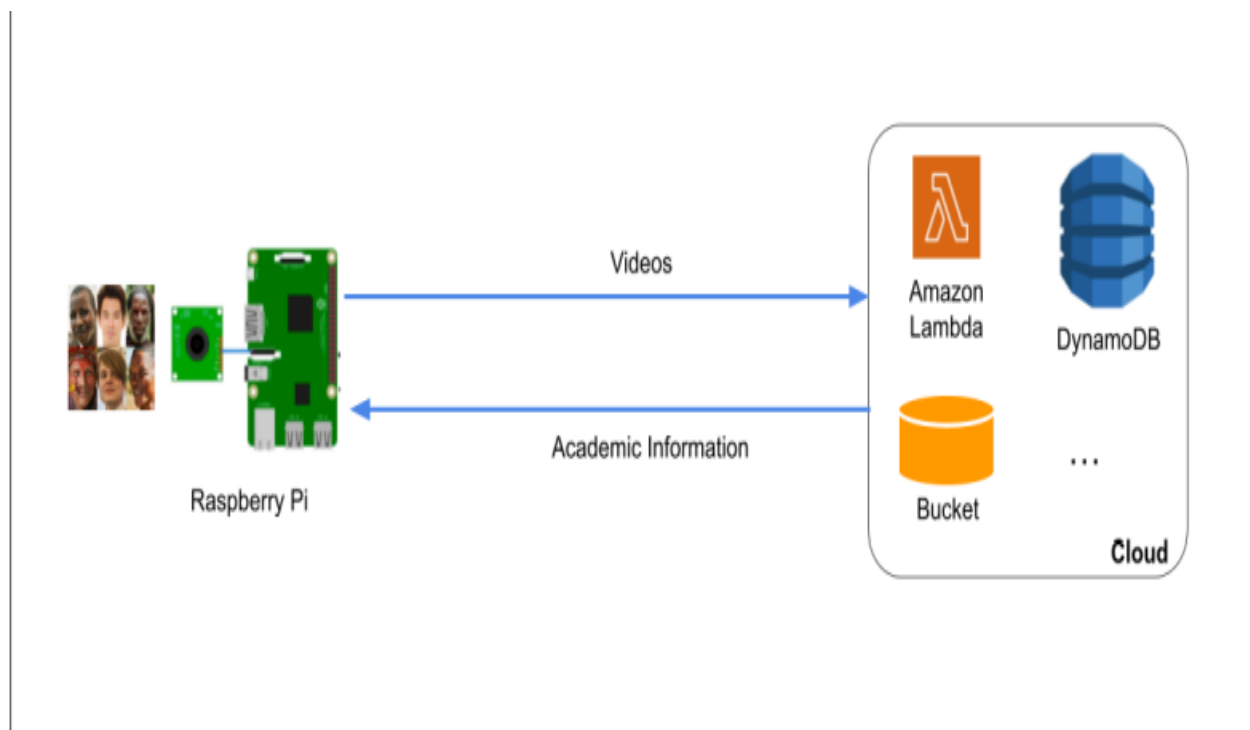 Videos
Amazon
Lambda
DynamoDB
Academic Information
Raspberry Pi
Bucket
...
Cloud